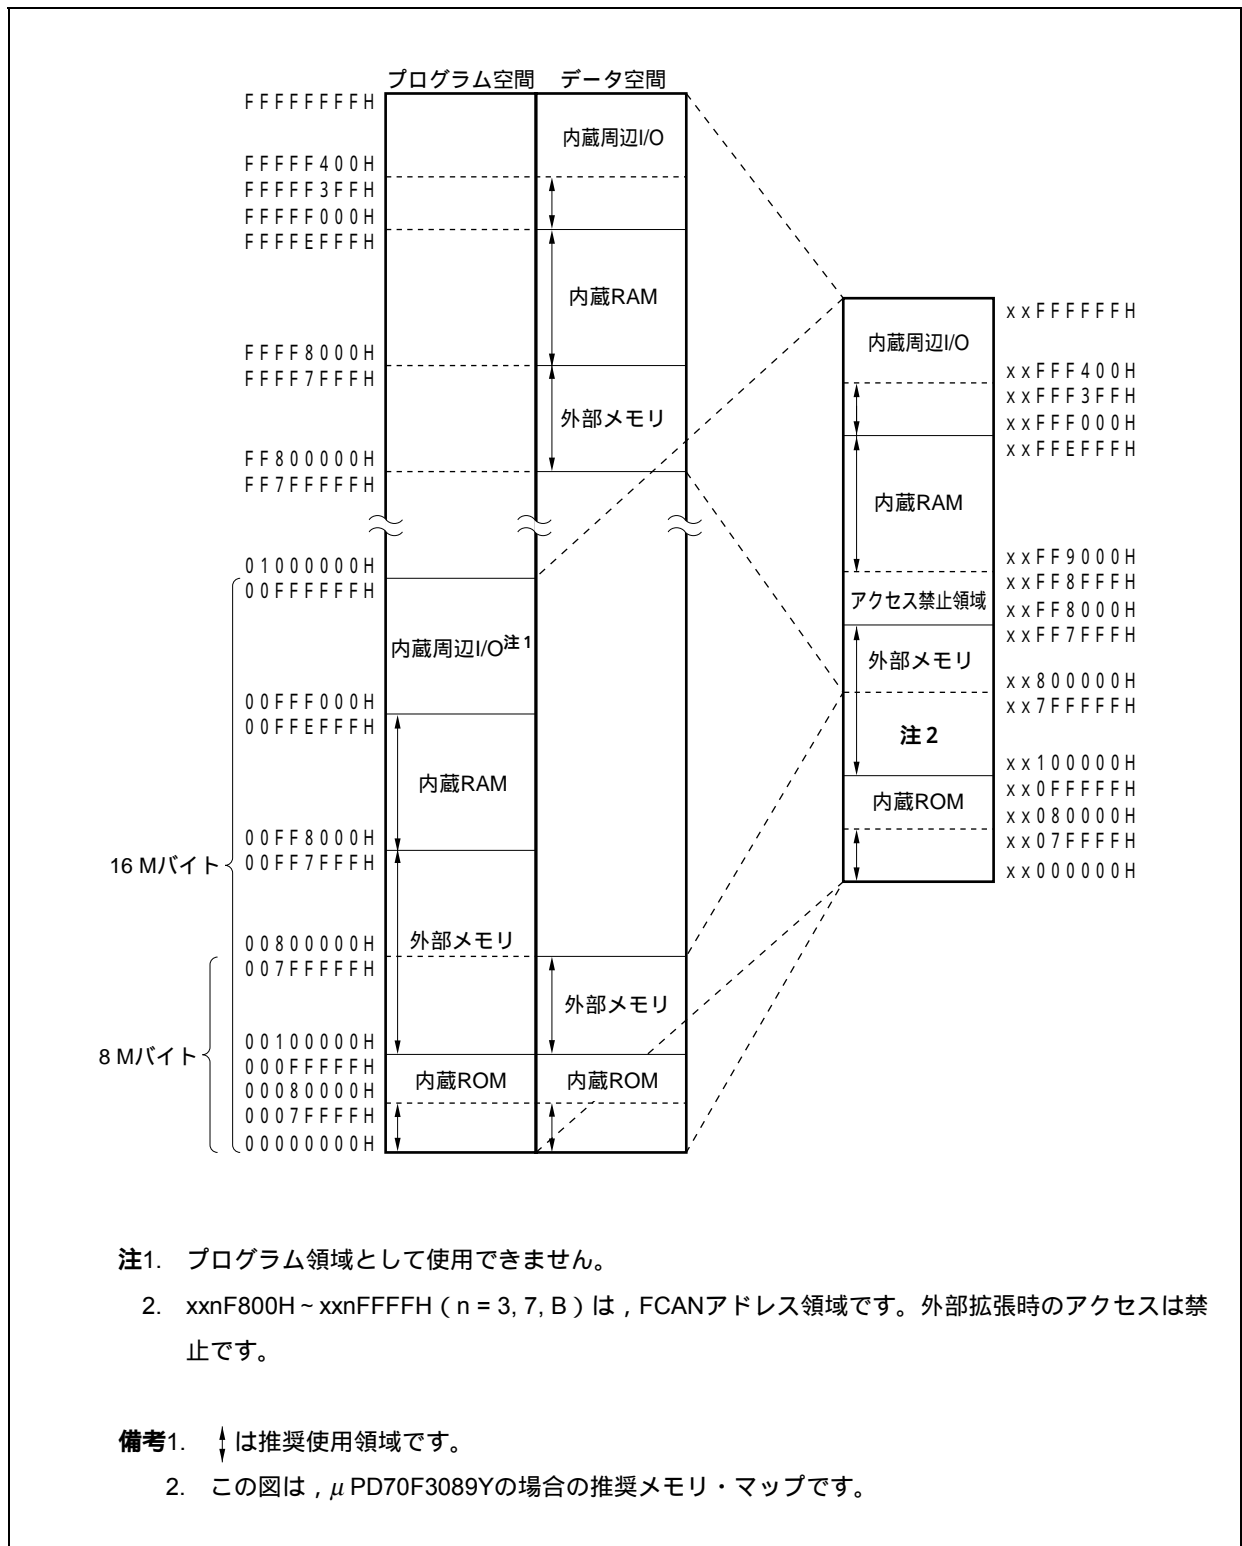 プログラム空間 データ空間
FFFFFFFFH
内蔵周辺I/O
FFFFF400H
FFFFF3FFH
FFFFF000H
FFFFEFFFH
内蔵RAM
FFFF8000H
FFFF7FFFH
外部メモリ
FF800000H
FF7FFFFFH
01000000H
00FFFFFFH
内蔵周辺I/O注1
00FFF000H
00FFEFFFH
内蔵RAM
00FF8000H
16 Mバイト
00FF7FFFH
外部メモリ
00800000H
007FFFFFH
外部メモリ
8 Mバイト
00100000H
000FFFFFH
内蔵ROM 内蔵ROM
00080000H
0007FFFFH
00000000H
xxFFFFFFH
内蔵周辺I/O
xxFFF400H
xxFFF3FFH
xxFFF000H
xxFFEFFFH
内蔵RAM
xxFF9000H
xxFF8FFFH
アクセス禁止領域
xxFF8000H
xxFF7FFFH
外部メモリ
xx800000H
xx7FFFFFH
注2
xx100000H
xx0FFFFFH
内蔵ROM
xx080000H
xx07FFFFH
xx000000H
注1. プログラム領域として使用できません。
2. xxnF800H~xxnFFFFH(n = 3, 7, B)は,FCANアドレス領域です。外部拡張時のアクセスは禁
止です。
備考1. ↕は推奨使用領域です。
2. この図は,μPD70F3089Yの場合の推奨メモリ・マップです。